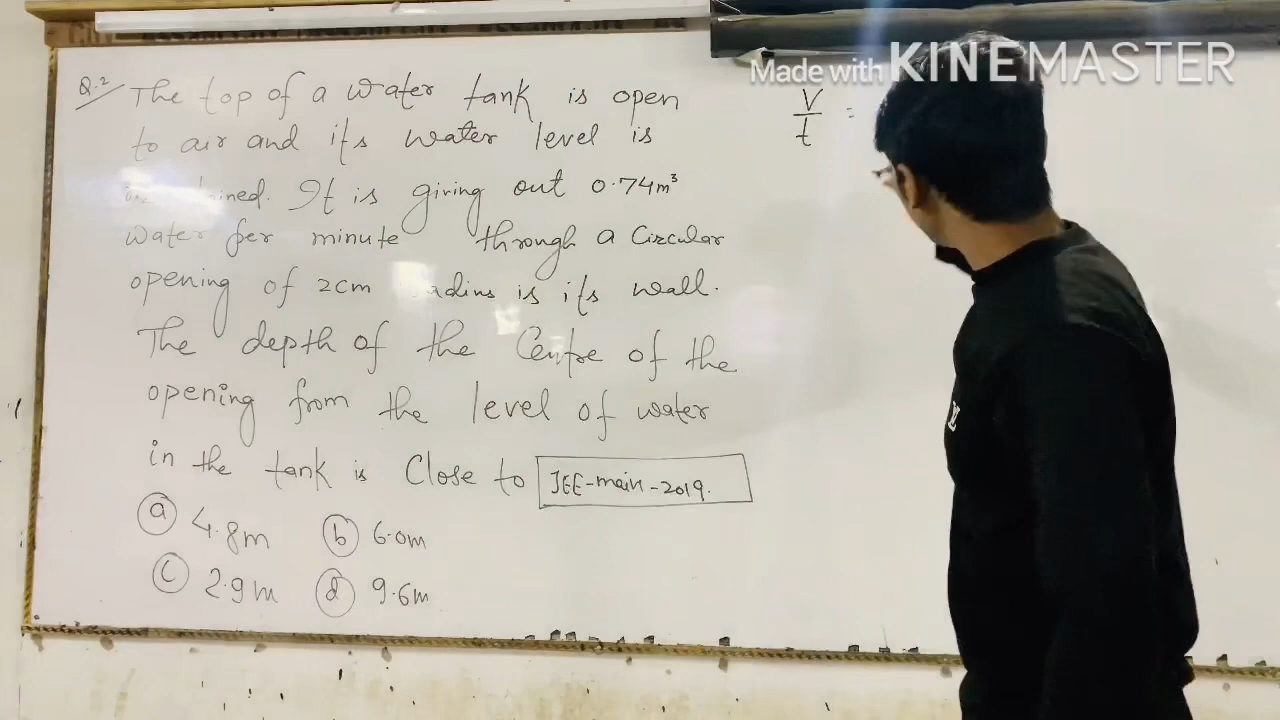 Made with KINEMASTER
Q.2 The top of a water tank is open
to air and its water level is
It is giving out 0.74m³
water per minute through a Circular
opening of 2cm radius is its wall.
The depth of the Centre of the
opening from the level of water
in the tank is Close to JEE-main-2019.
a 4.8m b 6.0m
c 2.9m d 9.6m
V/t =